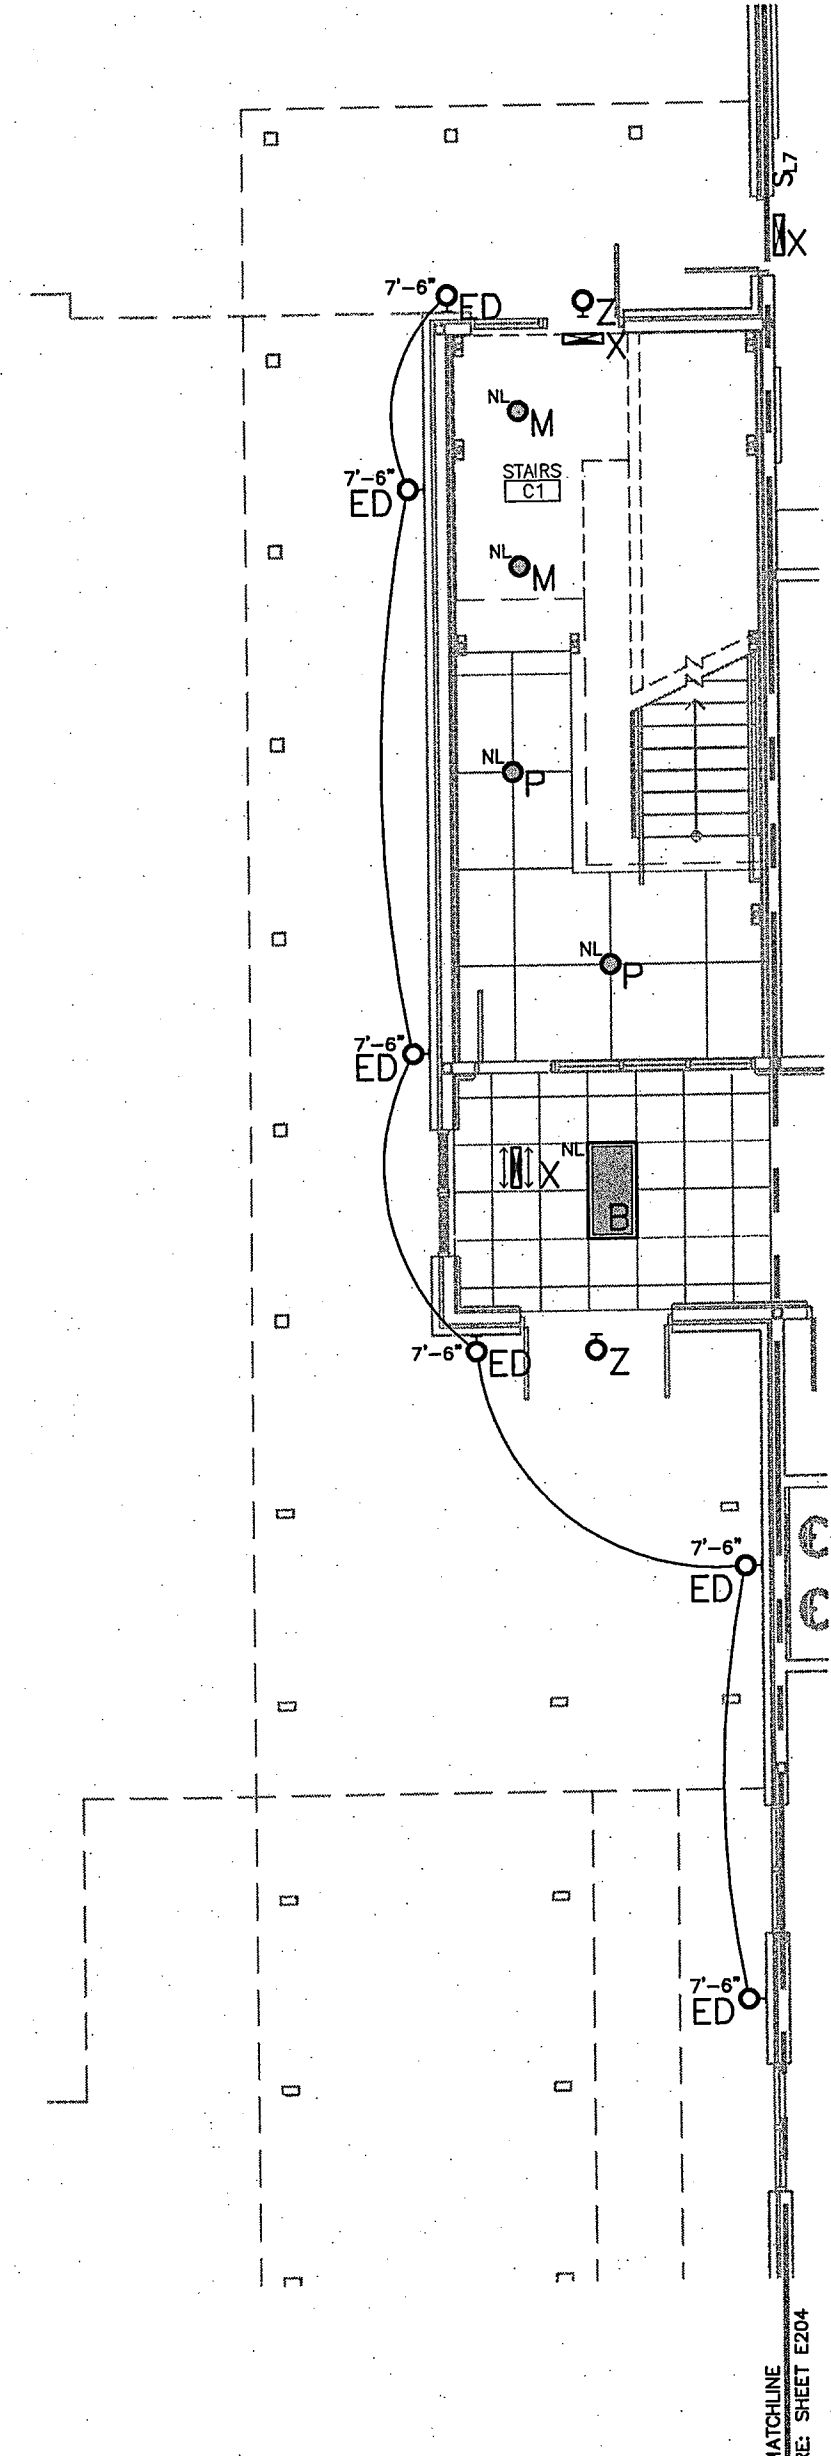 SL7
X
7'-6"
ED
Z
X
NL
M
7'-6"
ED
STAIRS
C1
NL
M
NL
P
NL
P
7'-6"
ED
X
NL
B
7'-6"
ED
Z
7'-6"
ED
7'-6"
ED
MATCHLINE
RE: SHEET E204